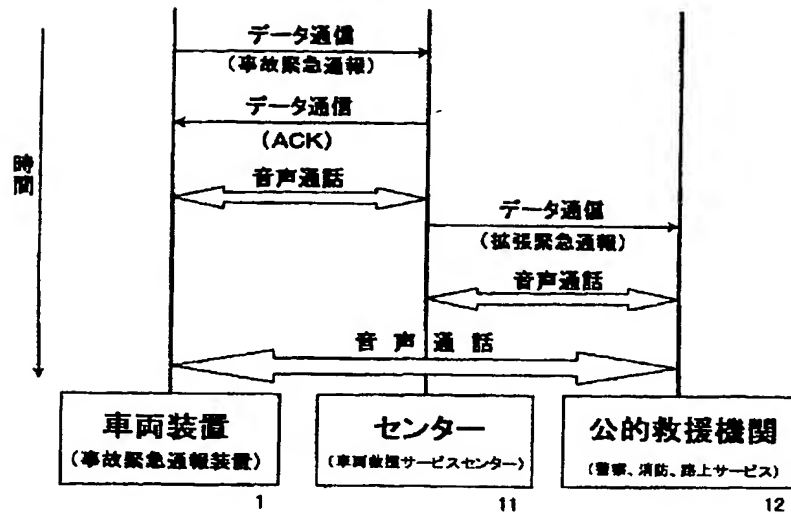 データ通信
(事故緊急通報)
データ通信
(ACK)
音声通話
データ通信
(拡張緊急通報)
音声通話
音声通話
時間
車両装置
(事故緊急通報装置)
1
センター
(車両救援サービスセンター)
11
公的救援機関
(警察、消防、路上サービス)
12